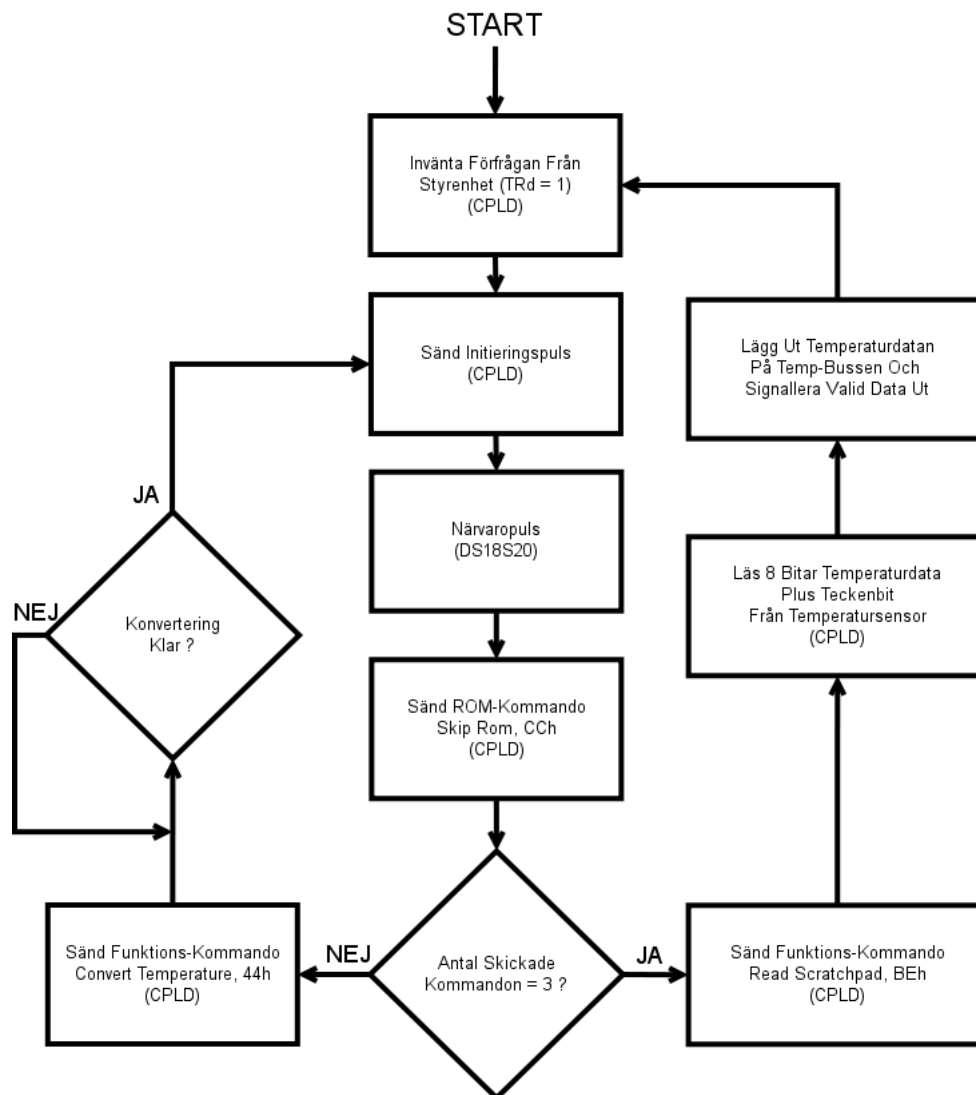 START
Invänta Förfrågan Från
Styrenhet (TRd = 1)
(CPLD)
Sänd Initieringspuls
(CPLD)
Lägg Ut Temperaturdatan
På Temp-Bussen Och
Signallera Valid Data Ut
JA
Närvaropuls
(DS18S20)
NEJ
Konvertering
Klar ?
Läs 8 Bitar Temperaturdata
Plus Teckenbit
Från Temperatursensor
(CPLD)
Sänd ROM-Kommando
Skip Rom, CCh
(CPLD)
Sänd Funktions-Kommando
Convert Temperature, 44h
(CPLD)
NEJ
Antal Skickade
Kommandon = 3 ?
JA
Sänd Funktions-Kommando
Read Scratchpad, BEh
(CPLD)